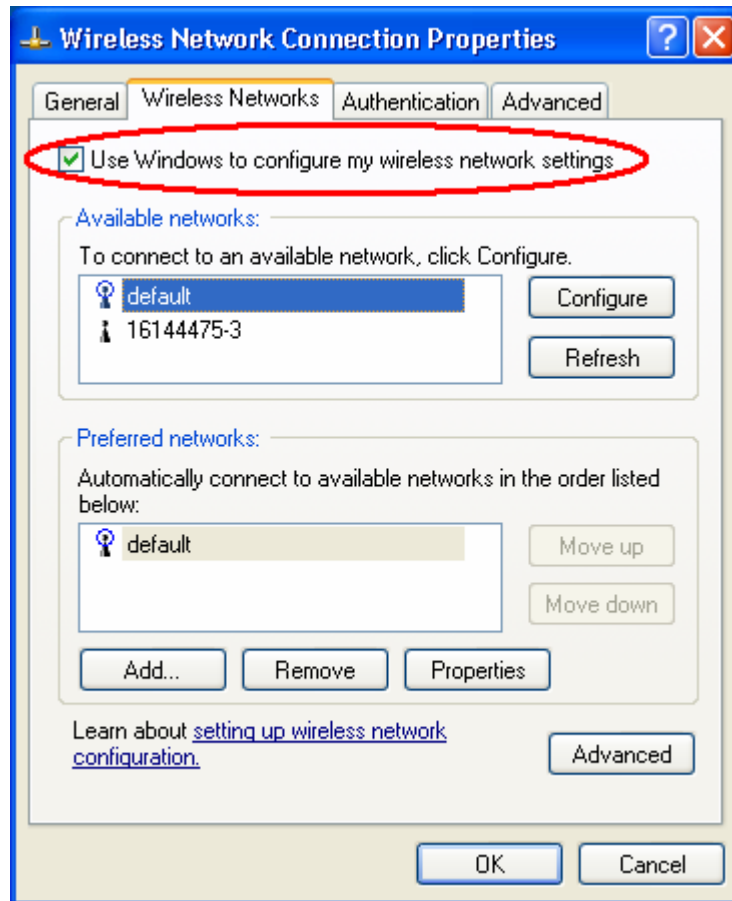 Wireless Network Connection Properties
General Wireless Networks Authentication Advanced
Use Windows to configure my wireless network settings
Available networks:
To connect to an available network, click Configure.
default
16144475-3
Configure
Refresh
Preferred networks:
Automatically connect to available networks in the order listed
below:
default
Move up
Move down
Add... Remove Properties
Learn about setting up wireless network
configuration.
Advanced
OK Cancel